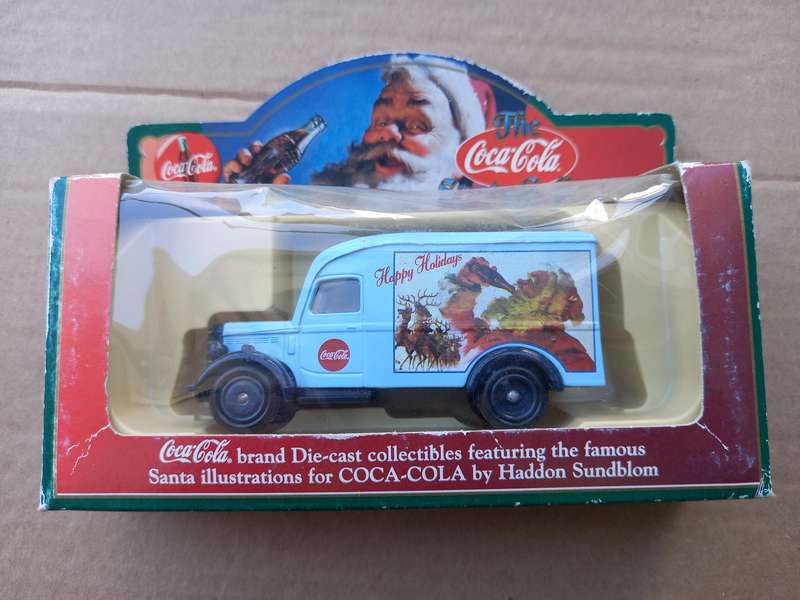 Coca-Cola
The
Coca-Cola
Happy Holidays
Coca-Cola
Coca-Cola brand Die-cast collectibles featuring the famous
Santa illustrations for COCA-COLA by Haddon Sundblom